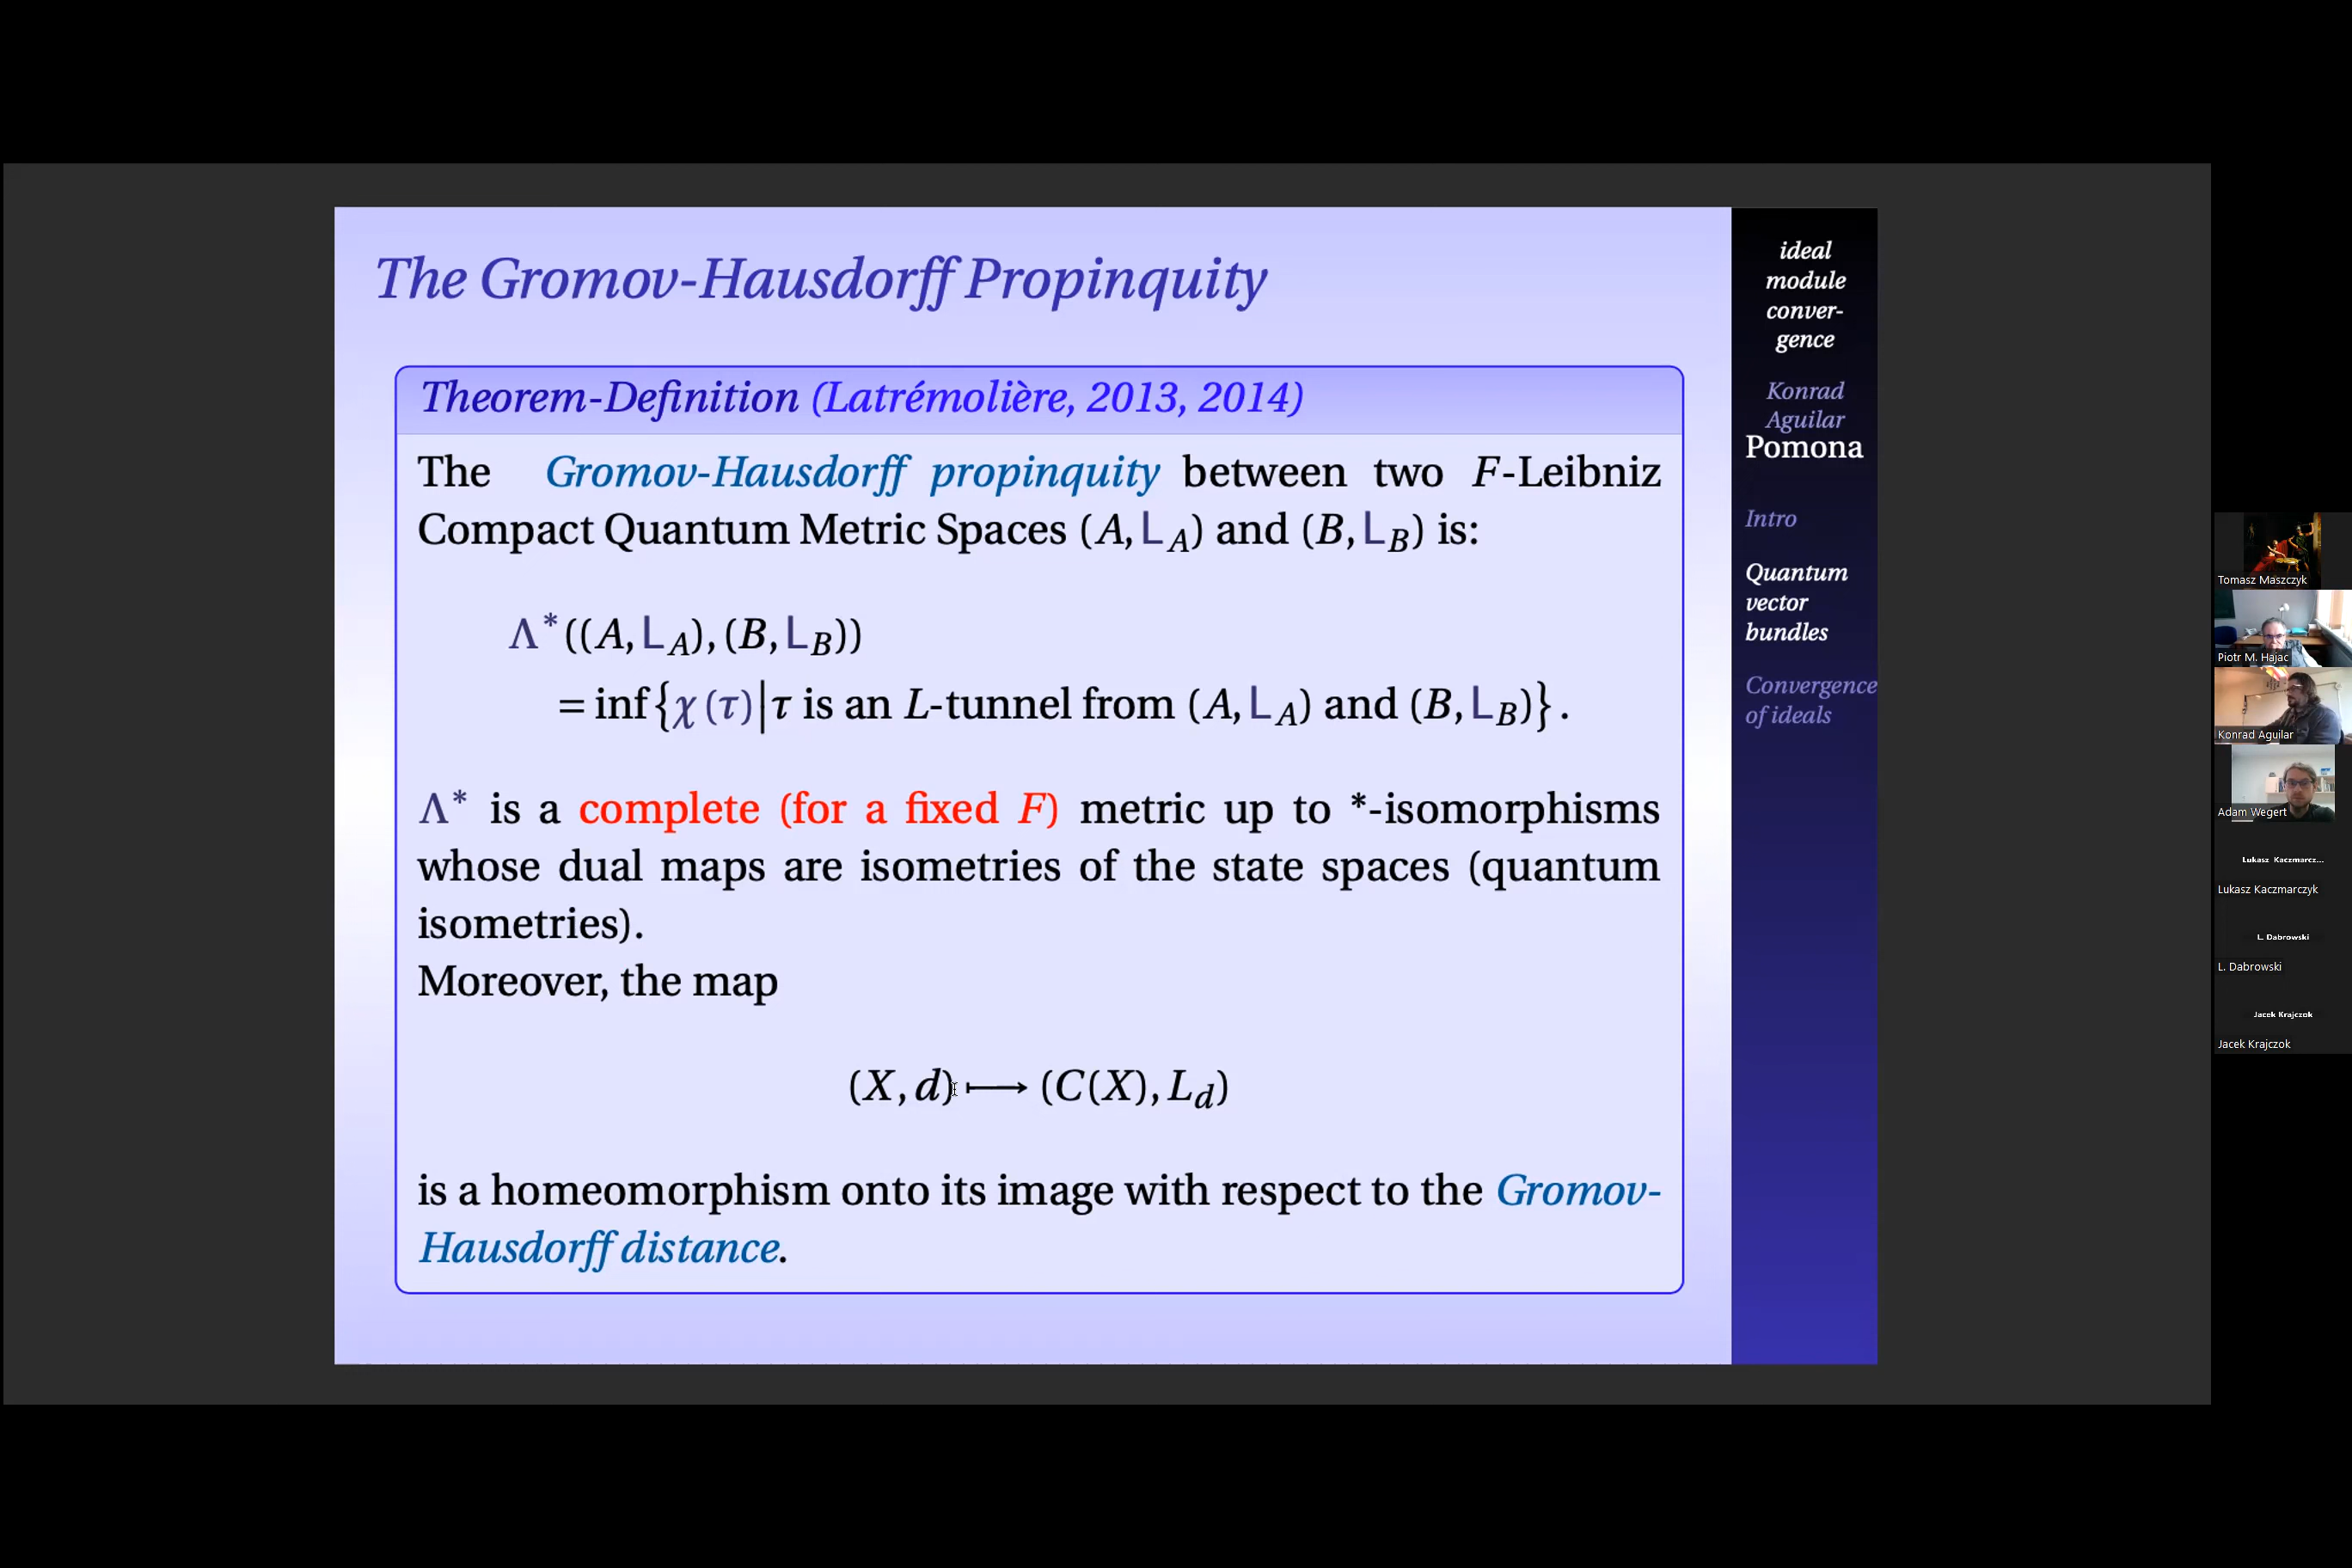 The Gromov-Hausdorff Propinquity
Theorem-Definition (Latrémolière, 2013, 2014)
The Gromov-Hausdorff propinquity between two F-Leibniz
Compact Quantum Metric Spaces (A, L_A) and (B, L_B) is:
Λ*((A, L_A), (B, L_B))
= inf{χ(τ)|τ is an L-tunnel from (A, L_A) and (B, L_B)}.
Λ* is a complete (for a fixed F) metric up to *-isomorphisms
whose dual maps are isometries of the state spaces (quantum
isometries).
Moreover, the map
(X, d) ⟼ (C(X), L_d)
is a homeomorphism onto its image with respect to the Gromov-
Hausdorff distance.
ideal
module
conver-
gence
Konrad
Aguilar
Pomona
Intro
Quantum
vector
bundles
Convergence
of ideals
Tomasz Maszczyk
Piotr M. Hajac
Konrad Aguilar
Adam Wegert
Lukasz Kaczmarcz...
Lukasz Kaczmarczyk
L. Dabrowski
L. Dabrowski
Jacek Krajczok
Jacek Krajczok